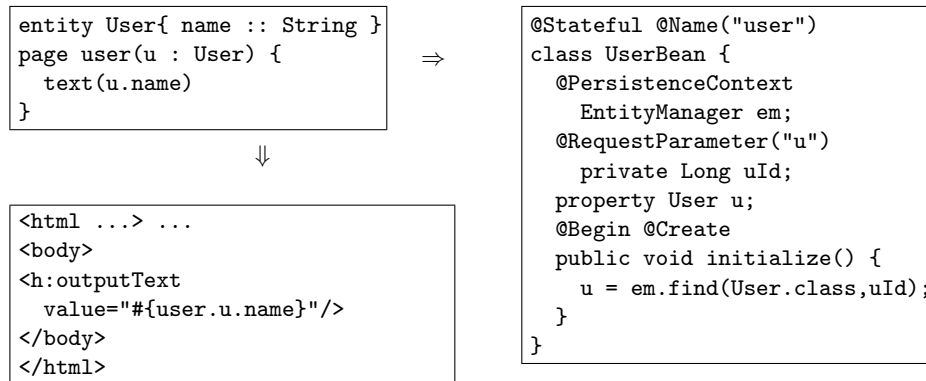 entity User{ name :: String }
page user(u : User) {
  text(u.name)
}
⇒
⇓
<html ...> ...
<body>
<h:outputText
  value="#{user.u.name}"/>
</body>
</html>
@Stateful @Name("user")
class UserBean {
  @PersistenceContext
    EntityManager em;
  @RequestParameter("u")
    private Long uId;
  property User u;
  @Begin @Create
  public void initialize() {
    u = em.find(User.class,uId);
  }
}